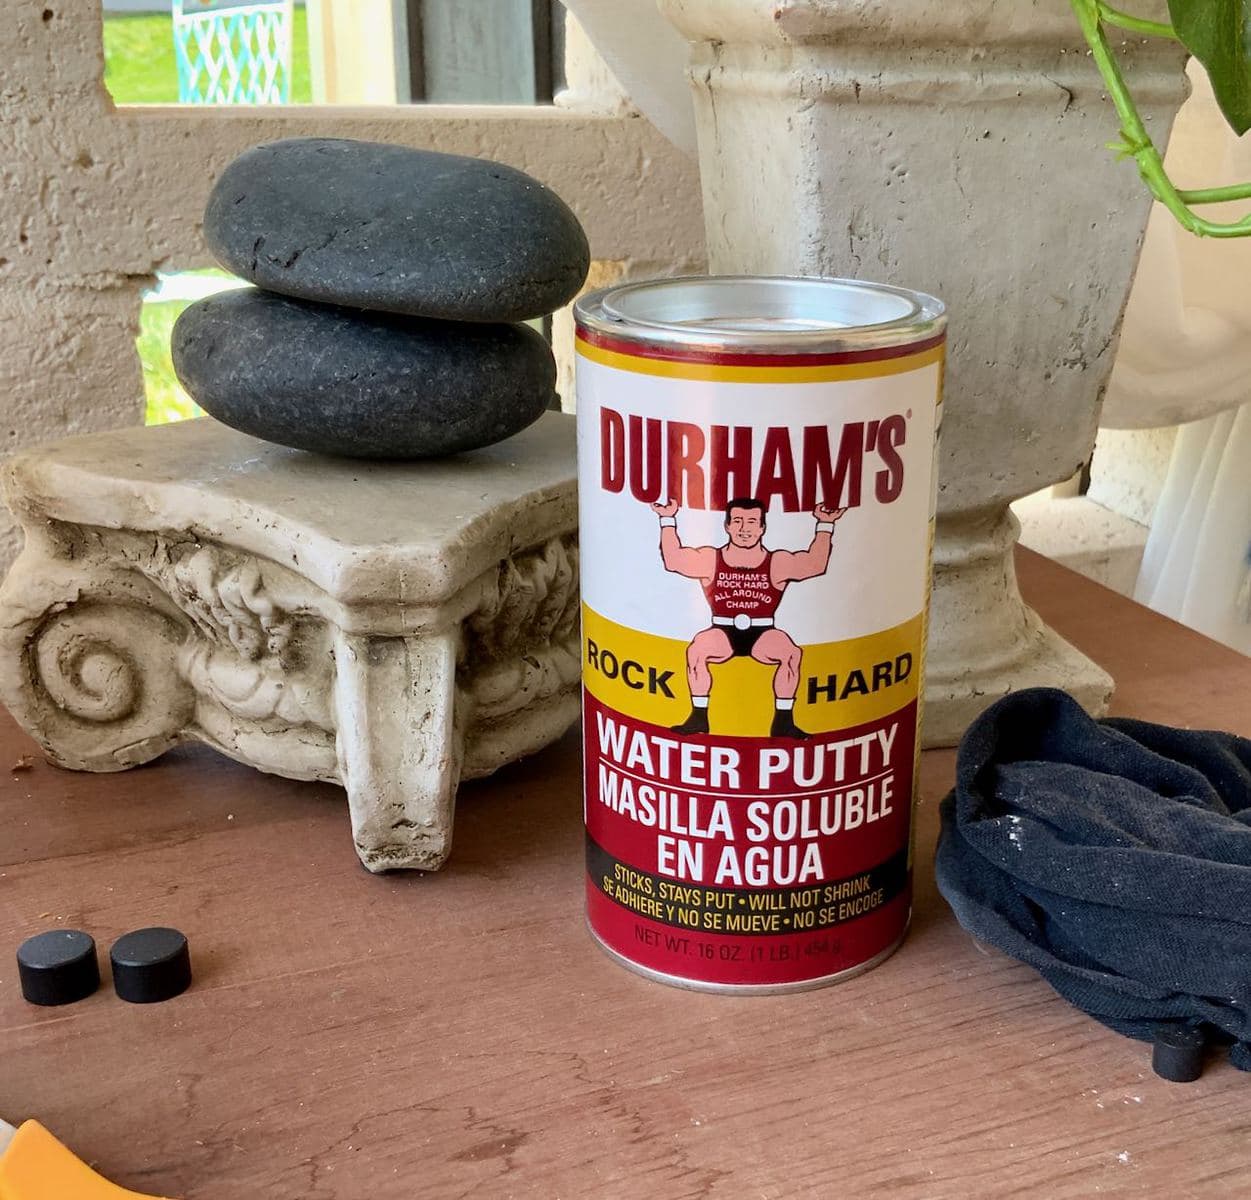 DURHAM'S®
DURHAM'S
ROCK HARD
ALL AROUND
CHAMP
ROCK HARD
WATER PUTTY
MASILLA SOLUBLE
EN AGUA
STICKS, STAYS PUT • WILL NOT SHRINK
SE ADHIERE Y NO SE MUEVE • NO SE ENCOGE
NET WT. 16 OZ. (1 LB.) 454 g